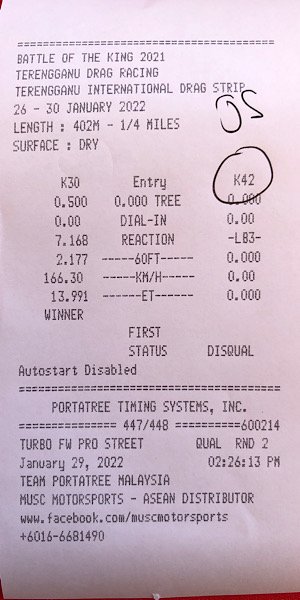 ========================================
BATTLE OF THE KING 2021
TERENGGANU DRAG RACING
TERENGGANU INTERNATIONAL DRAG STRIP
26 - 30 JANUARY 2022
LENGTH : 402M - 1/4 MILES
SURFACE : DRY
K30 Entry K42
0.500 0.000 TREE 0.000
0.00 DIAL-IN 0.00
7.168 REACTION -LB3-
2.177 -----60FT----- 0.000
166.30 -----KM/H----- 0.00
13.991 ------ET------ 0.000
WINNER
FIRST
STATUS DISQUAL
Autostart Disabled
========================================
PORTATREE TIMING SYSTEMS, INC.
=============== 447/448 ==========600214
TURBO FW PRO STREET QUAL RND 2
January 29, 2022 02:26:13 PM
TEAM PORTATREE MALAYSIA
MUSC MOTORSPORTS - ASEAN DISTRIBUTOR
www.facebook.com/muscmotorsports
+6016-6681490